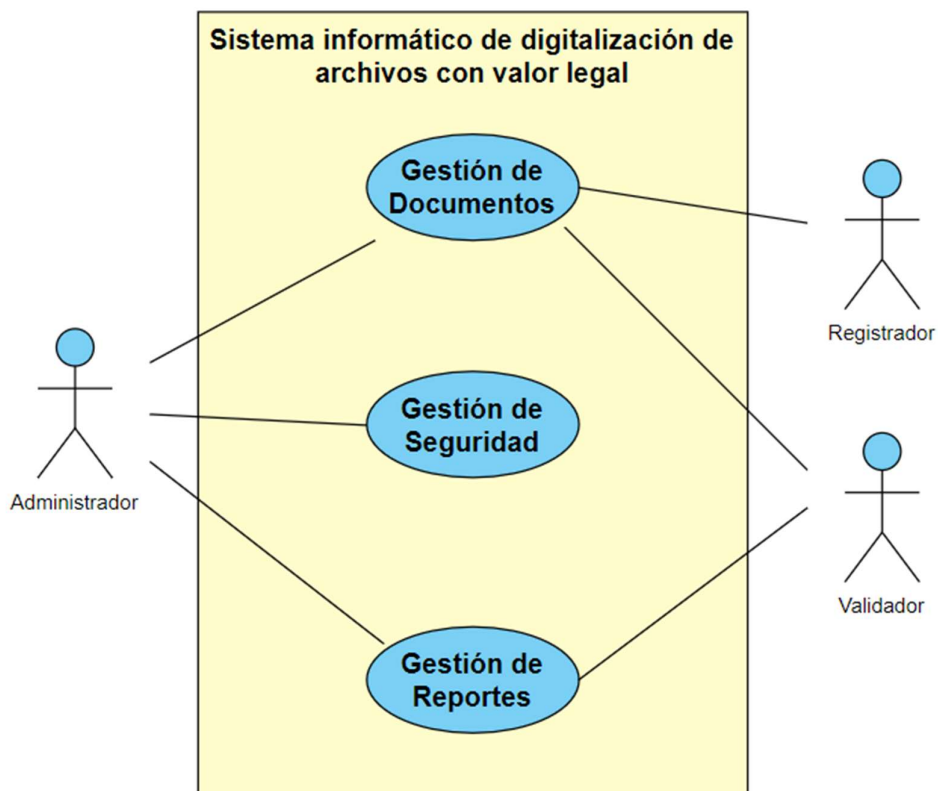 Sistema informático de digitalización de
archivos con valor legal
Gestión de
Documentos
Registrador
Gestión de
Seguridad
Administrador
Validador
Gestión de
Reportes